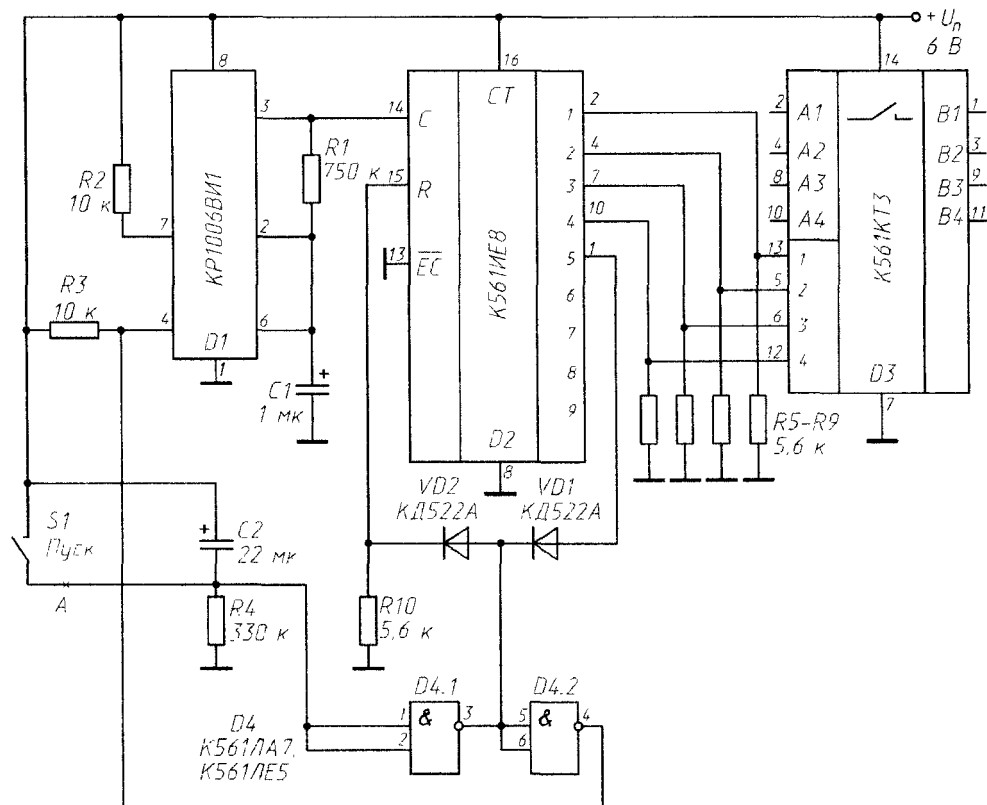 + Uп
6 В
8
16
14
3
14
C
CT
1
2
2
A1
B1
1
R1
750 к
15
R
2
4
4
A2
B2
3
R2
10 к
3
7
8
A3
B3
9
7
КР1006ВИ1
2
4
10
10
A4
B4
11
13
EC
К561ИЕ8
5
1
13
1
К561КТ3
R3
10 к
6
5
2
7
6
3
4
6
8
12
4
D1
1
9
D3
7
C1
1 мк
+
D2
8
R5-R9
5,6 к
VD2
КД522А
VD1
КД522А
S1
Пуск
+
C2
22 мк
А
R4
330 к
R10
5,6 к
D4.1
D4.2
D4
К561ЛА7,
К561ЛЕ5
1
2
&
3
5
6
&
4